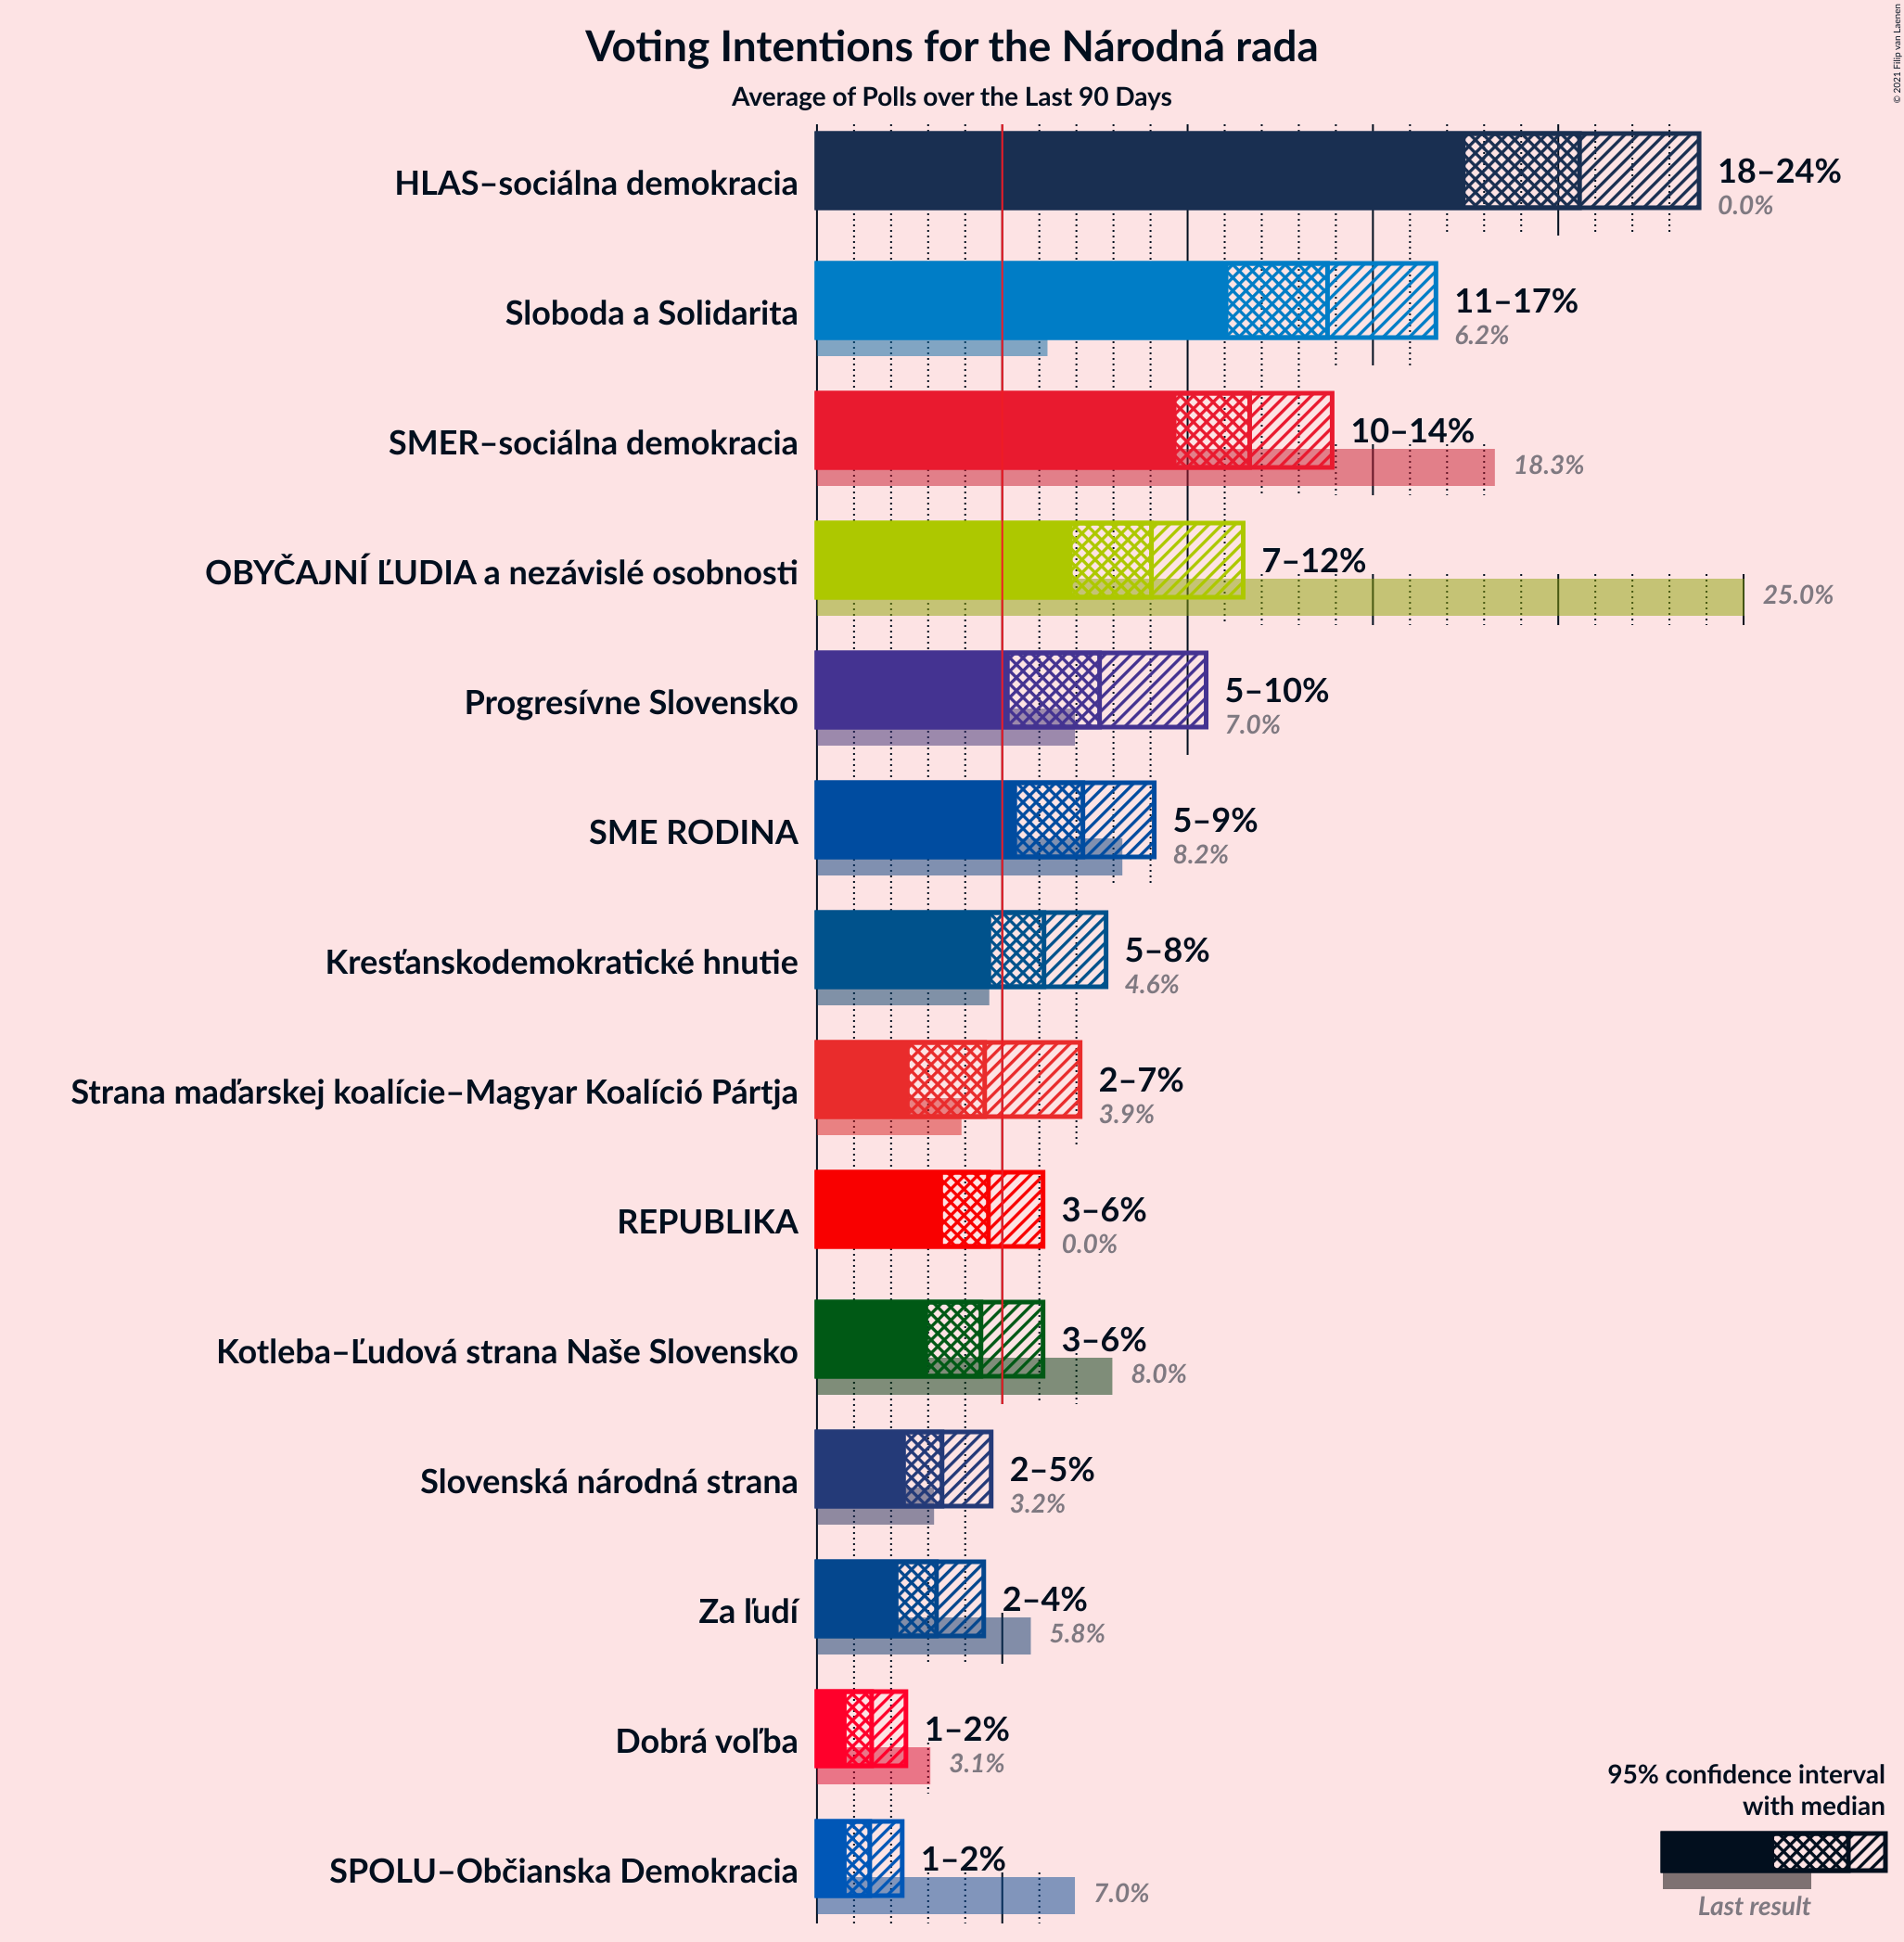 Voting Intentions for the Národná rada
Average of Polls over the Last 90 Days
© 2021 Filip van Laenen
HLAS–sociálna demokracia
18–24%
0.0%
Sloboda a Solidarita
11–17%
6.2%
SMER–sociálna demokracia
10–14%
18.3%
OBYČAJNÍ ĽUDIA a nezávislé osobnosti
7–12%
25.0%
Progresívne Slovensko
5–10%
7.0%
SME RODINA
5–9%
8.2%
Kresťanskodemokratické hnutie
5–8%
4.6%
Strana maďarskej koalície–Magyar Koalíció Pártja
2–7%
3.9%
REPUBLIKA
3–6%
0.0%
Kotleba–Ľudová strana Naše Slovensko
3–6%
8.0%
Slovenská národná strana
2–5%
3.2%
Za ľudí
2–4%
5.8%
Dobrá voľba
1–2%
3.1%
SPOLU–Občianska Demokracia
1–2%
7.0%
95% confidence interval
with median
Last result